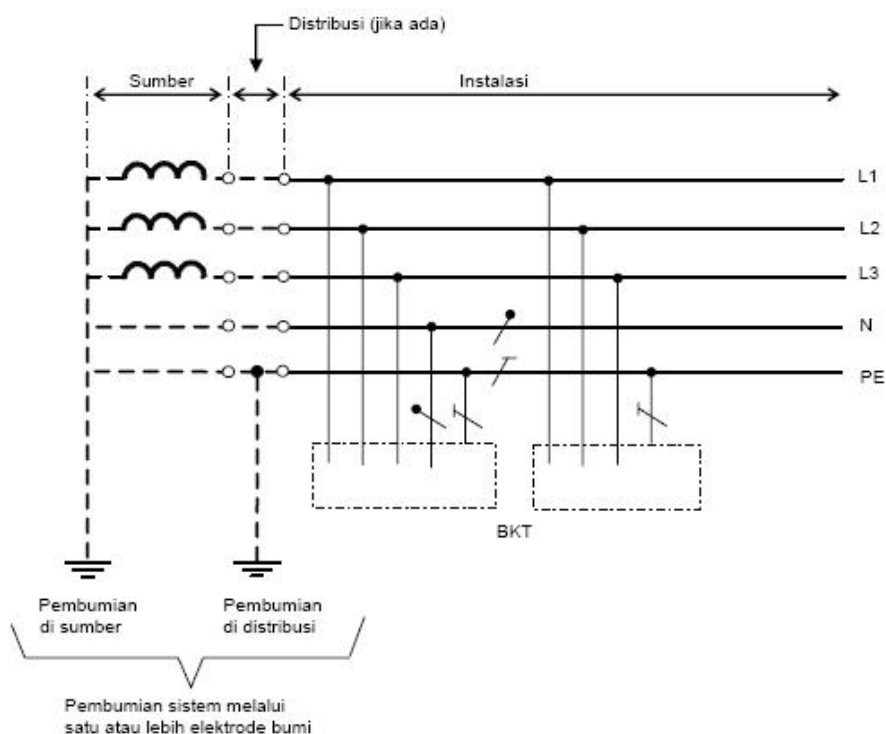 Distribusi (jika ada)
Sumber
Instalasi
L1
L2
L3
N
PE
BKT
Pembumian
di sumber
Pembumian
di distribusi
Pembumian sistem melalui
satu atau lebih elektrode bumi